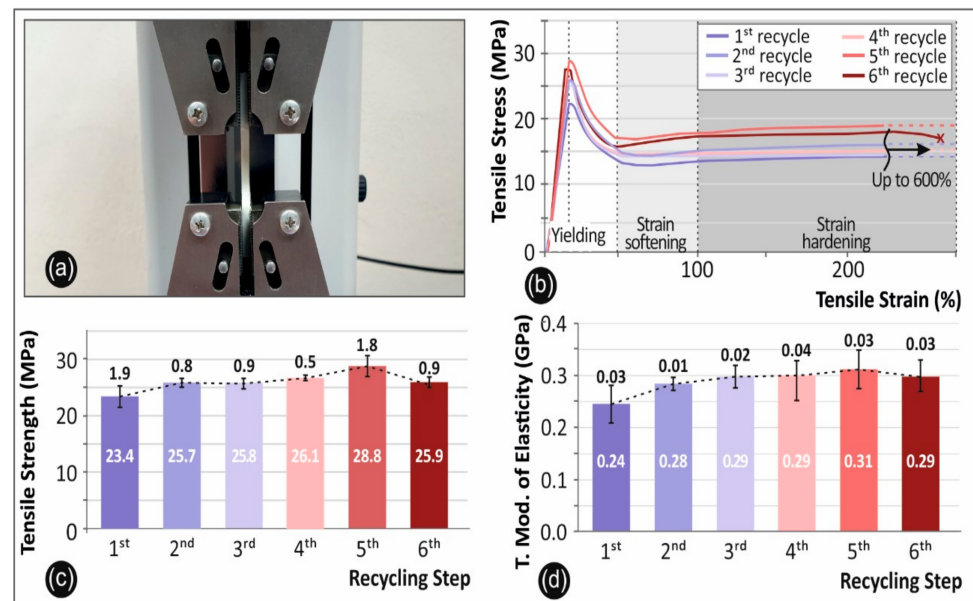 (a)
Tensile Stress (MPa)
30
20
10
0
1st recycle
2nd recycle
3rd recycle
4th recycle
5th recycle
6th recycle
x
Up to 600%
Yielding
Strain
softening
Strain
hardening
100
200
(b)
Tensile Strain (%)
Tensile Strength (MPa)
30
25
20
10
0
1.9
0.8
0.9
0.5
1.8
0.9
23.4
25.7
25.8
26.1
28.8
25.9
1st
2nd
3rd
4th
5th
6th
(c)
Recycling Step
T. Mod. of Elasticity (GPa)
0.4
0.3
0.2
0.1
0.0
0.03
0.01
0.02
0.04
0.03
0.03
0.24
0.28
0.29
0.29
0.31
0.29
1st
2nd
3rd
4th
5th
6th
(d)
Recycling Step